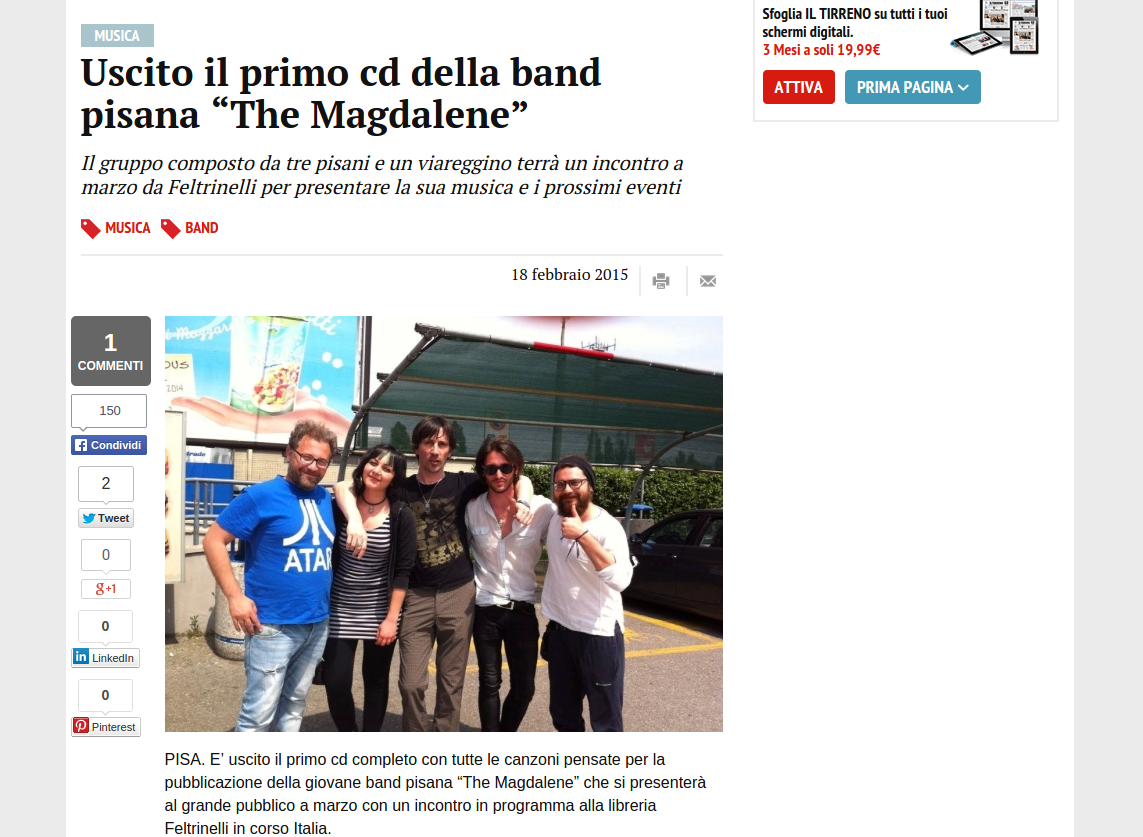 MUSICA
Uscito il primo cd della band
pisana “The Magdalene”
Il gruppo composto da tre pisani e un viareggino terrà un incontro a
marzo da Feltrinelli per presentare la sua musica e i prossimi eventi
MUSICA BAND
18 febbraio 2015
1
COMMENTI
150
Condividi
2
Tweet
0
g+1
0
in LinkedIn
0
Pinterest
2014
ATAR
PISA. E’ uscito il primo cd completo con tutte le canzoni pensate per la
pubblicazione della giovane band pisana “The Magdalene” che si presenterà
al grande pubblico a marzo con un incontro in programma alla libreria
Feltrinelli in corso Italia.
Sfoglia IL TIRRENO su tutti i tuoi
schermi digitali.
3 Mesi a soli 19,99€
ATTIVA PRIMA PAGINA